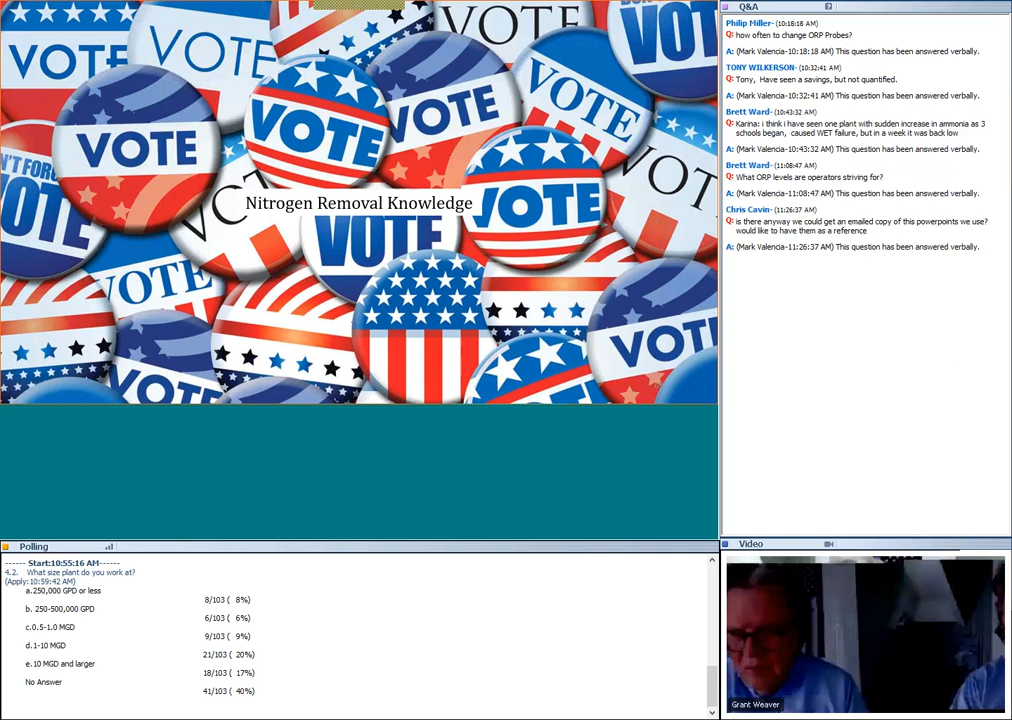 VOTE
VOTE
VOTE
VOTE
VOTE
VOTE
VOTE
VOTE
Nitrogen Removal Knowledge
VOTE
VOTE
VOTE
Q&A
Philip Miller- (10:18:18 AM)
Q: how often to change ORP Probes?
A: (Mark Valencia-10:18:18 AM) This question has been answered verbally.
TONY WILKERSON- (10:32:41 AM)
Q: Tony, Have seen a savings, but not quantified.
A: (Mark Valencia-10:32:41 AM) This question has been answered verbally.
Brett Ward- (10:43:32 AM)
Q: Karina: i think i have seen one plant with sudden increase in ammonia as 3
schools began, caused WET failure, but in a week it was back low
A: (Mark Valencia-10:43:32 AM) This question has been answered verbally.
Brett Ward- (11:08:47 AM)
Q: What ORP levels are operators striving for?
A: (Mark Valencia-11:08:47 AM) This question has been answered verbally.
Chris Cavin- (11:26:37 AM)
Q: is there anyway we could get an emailed copy of this powerpoints we use?
would like to have them as a reference
A: (Mark Valencia-11:26:37 AM) This question has been answered verbally.
Polling
------ Start:10:55:16 AM------
4.2. What size plant do you work at?
(Apply:10:59:42 AM)
a.250,000 GPD or less
8/103 ( 8%)
b. 250-500,000 GPD
6/103 ( 6%)
c.0.5-1.0 MGD
9/103 ( 9%)
d.1-10 MGD
21/103 ( 20%)
e.10 MGD and larger
18/103 ( 17%)
No Answer
41/103 ( 40%)
Video
Grant Weaver